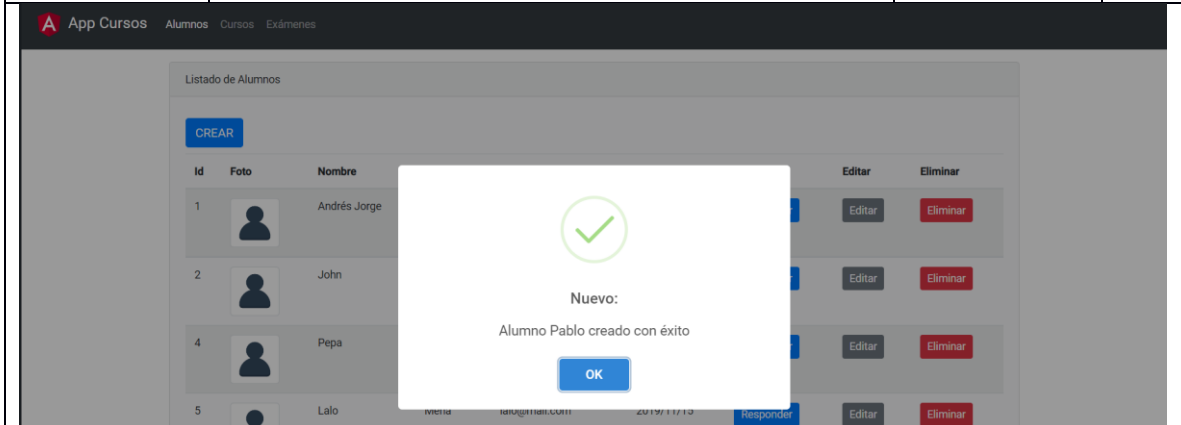 App Cursos Alumnos Cursos Exámenes
Listado de Alumnos
CREAR
Id Foto Nombre Editar Eliminar
1 Andrés Jorge Editar Eliminar
2 John Editar Eliminar
4 Pepa Editar Eliminar
5 Lalo Mena lalo@mail.com 2019/11/15 Responder Editar Eliminar
Nuevo:
Alumno Pablo creado con éxito
OK